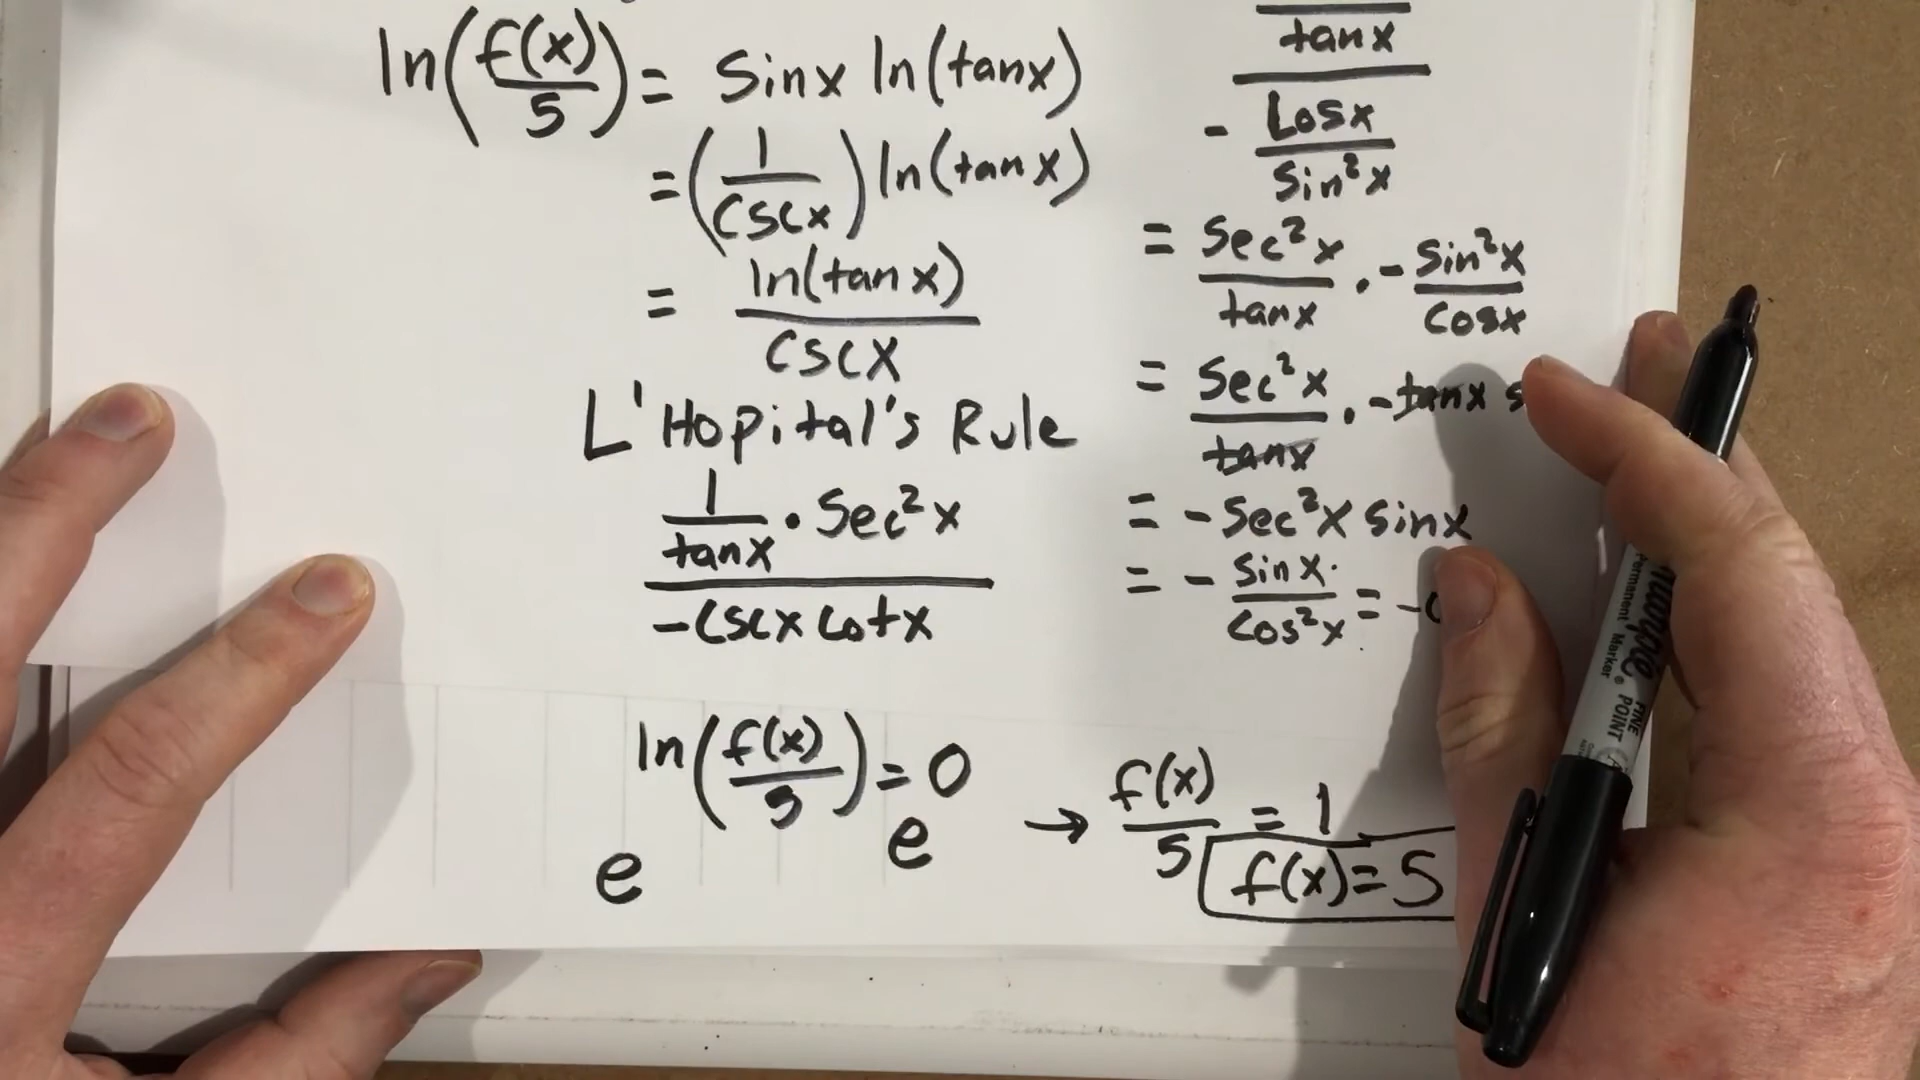 ln(f(x)/5) = Sinx ln(tanx)
= (1/cscx) ln(tanx)
= ln(tanx)/cscx
L'Hopital's Rule
1/tanx · Sec²x
-cscx cotx
tanx
- Cosx/Sin²x
= Sec²x/tanx · - Sin²x/Cosx
= Sec²x/tanx · -tanx
= -Sec²x sinx
= - Sinx/Cos²x = -
e ln(f(x)/5) = e 0 → f(x)/5 = 1
f(x)=5
Permanent Marker
FINE POINT